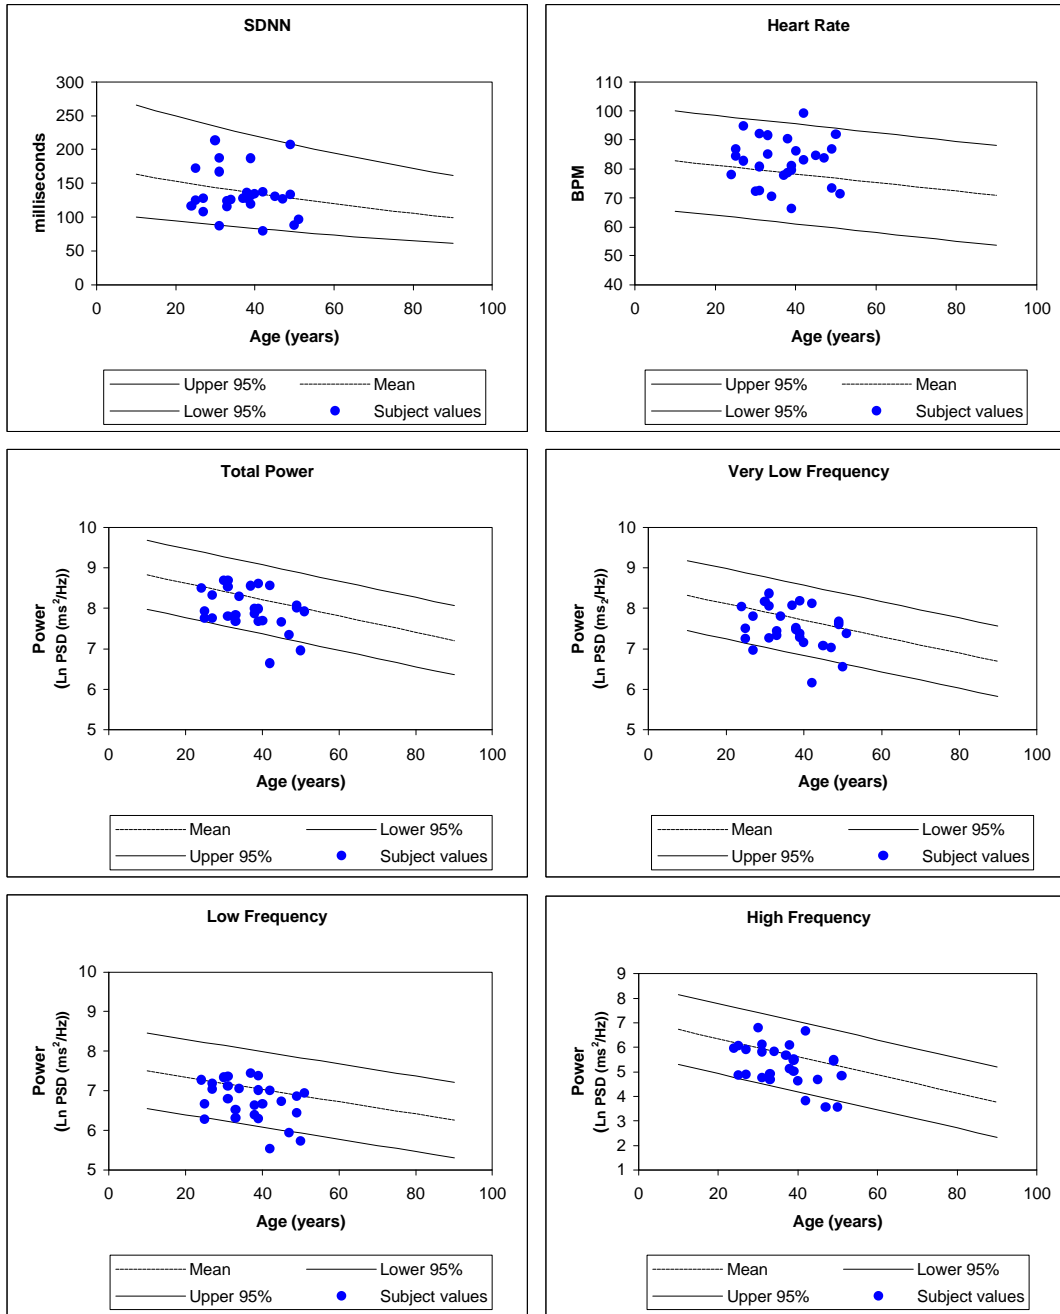 SDNN
milliseconds
300
250
200
150
100
50
0
0 20 40 60 80 100
Age (years)
Upper 95% Mean
Lower 95% Subject values
Heart Rate
BPM
110
100
90
80
70
60
50
40
0 20 40 60 80 100
Age (years)
Upper 95% Mean
Lower 95% Subject values
Total Power
Power
(Ln PSD (ms²/Hz))
10
9
8
7
6
5
0 20 40 60 80 100
Age (years)
Mean Lower 95%
Upper 95% Subject values
Very Low Frequency
Power
(Ln PSD (ms₂/Hz))
10
9
8
7
6
5
0 20 40 60 80 100
Age (years)
Mean Lower 95%
Upper 95% Subject values
Low Frequency
Power
(Ln PSD (ms²/Hz))
10
9
8
7
6
5
0 20 40 60 80 100
Age (years)
Mean Lower 95%
Upper 95% Subject values
High Frequency
Power
(Ln PSD (ms²/Hz))
9
8
7
6
5
4
3
2
1
0 20 40 60 80 100
Age (years)
Mean Lower 95%
Upper 95% Subject values